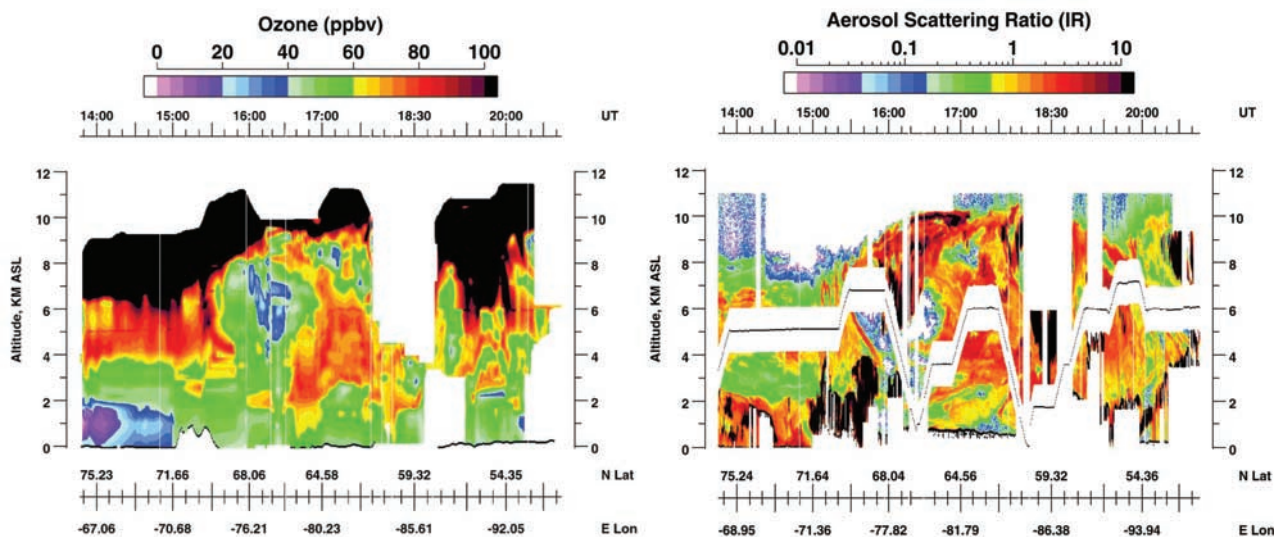 Ozone (ppbv)
0 20 40 60 80 100
14:00 15:00 16:00 17:00 18:30 20:00 UT
12 12
10 10
8 8
6 6
4 4
2 2
0 0
Altitude, KM ASL
75.23 71.66 68.06 64.58 59.32 54.35 N Lat
-67.06 -70.68 -76.21 -80.23 -85.61 -92.05 E Lon
Aerosol Scattering Ratio (IR)
0.01 0.1 1 10
14:00 15:00 16:00 17:00 18:30 20:00 UT
12 12
10 10
8 8
6 6
4 4
2 2
0 0
Altitude, KM ASL
75.24 71.64 68.04 64.56 59.32 54.36 N Lat
-68.95 -71.36 -77.82 -81.79 -86.38 -93.94 E Lon